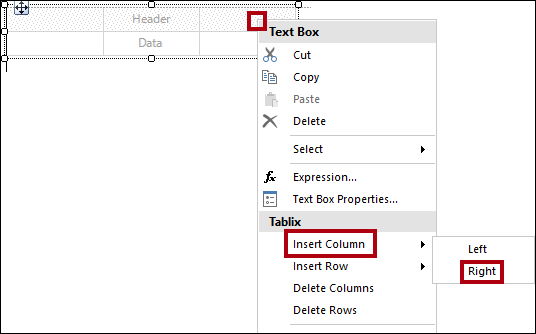 Header
Data
Text Box
Cut
Copy
Paste
Delete
Select
fx Expression...
Text Box Properties...
Tablix
Insert Column
Left
Insert Row
Right
Delete Columns
Delete Rows